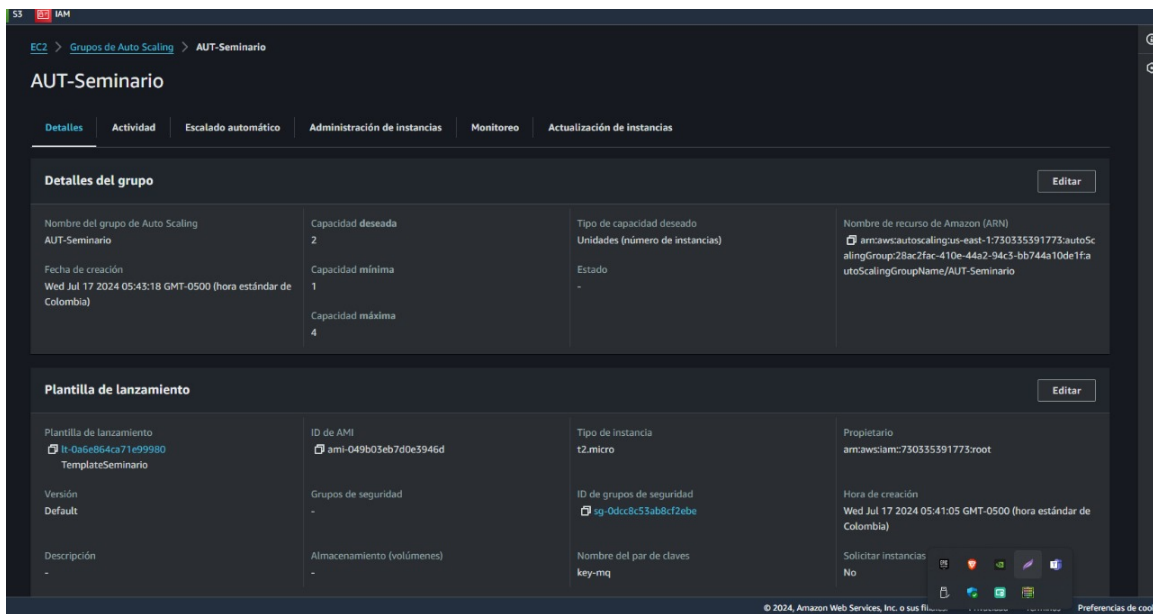 S3 IAM
EC2 > Grupos de Auto Scaling > AUT-Seminario
AUT-Seminario
Detalles Actividad Escalado automático Administración de instancias Monitoreo Actualización de instancias
Detalles del grupo
Editar
Nombre del grupo de Auto Scaling
AUT-Seminario
Fecha de creación
Wed Jul 17 2024 05:43:18 GMT-0500 (hora estándar de
Colombia)
Capacidad deseada
2
Capacidad mínima
1
Capacidad máxima
4
Tipo de capacidad deseado
Unidades (número de instancias)
Estado
-
Nombre de recurso de Amazon (ARN)
arn:aws:autoscaling:us-east-1:730335391773:autoSc
alingGroup:28ac2fac-410e-44a2-94c3-bb744a10de1f:a
utoScalingGroupName/AUT-Seminario
Plantilla de lanzamiento
Editar
Plantilla de lanzamiento
lt-0a6e864ca71e99980
TemplateSeminario
Versión
Default
Descripción
-
ID de AMI
ami-049b03eb7d0e3946d
Grupos de seguridad
-
Almacenamiento (volúmenes)
-
Tipo de instancia
t2.micro
ID de grupos de seguridad
sg-0dcc8c53ab8cf2ebe
Nombre del par de claves
key-mq
Propietario
arn:aws:iam::730335391773:root
Hora de creación
Wed Jul 17 2024 05:41:05 GMT-0500 (hora estándar de
Colombia)
Solicitar instancias
No
© 2024, Amazon Web Services, Inc. o sus Preferencias de coo